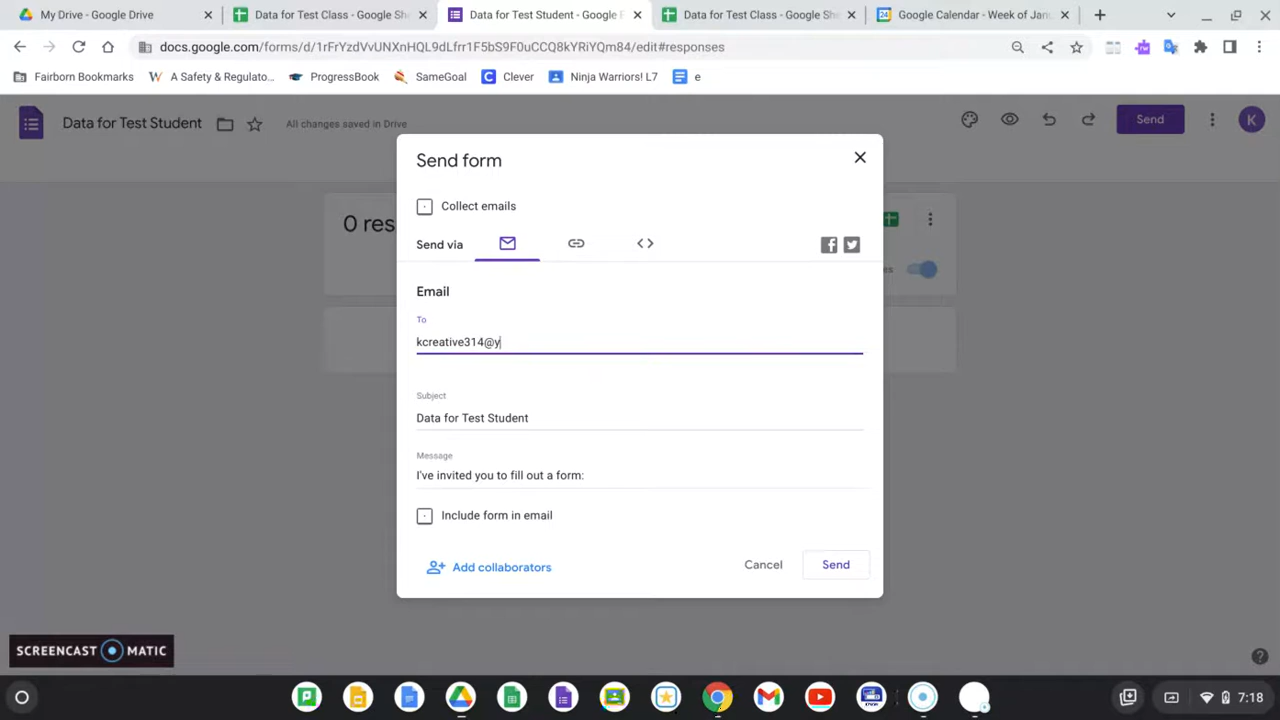 My Drive - Google Drive
Data for Test Class - Google She
Data for Test Student - Google F
Data for Test Class - Google She
Google Calendar - Week of Janu
docs.google.com/forms/d/1rFrYzdVvUNXnHQL9dLfrr1F5bS9F0uCCQ8kYRiYQm84/edit#responses
Fairborn Bookmarks
A Safety & Regulato...
ProgressBook
SameGoal
Clever
Ninja Warriors! L7
e
Data for Test Student
All changes saved in Drive
Send
K
0 res
es
Send form
Collect emails
Send via
Email
To
kcreative314@y
Subject
Data for Test Student
Message
I've invited you to fill out a form:
Include form in email
Add collaborators
Cancel
Send
SCREENCAST MATIC
7:18